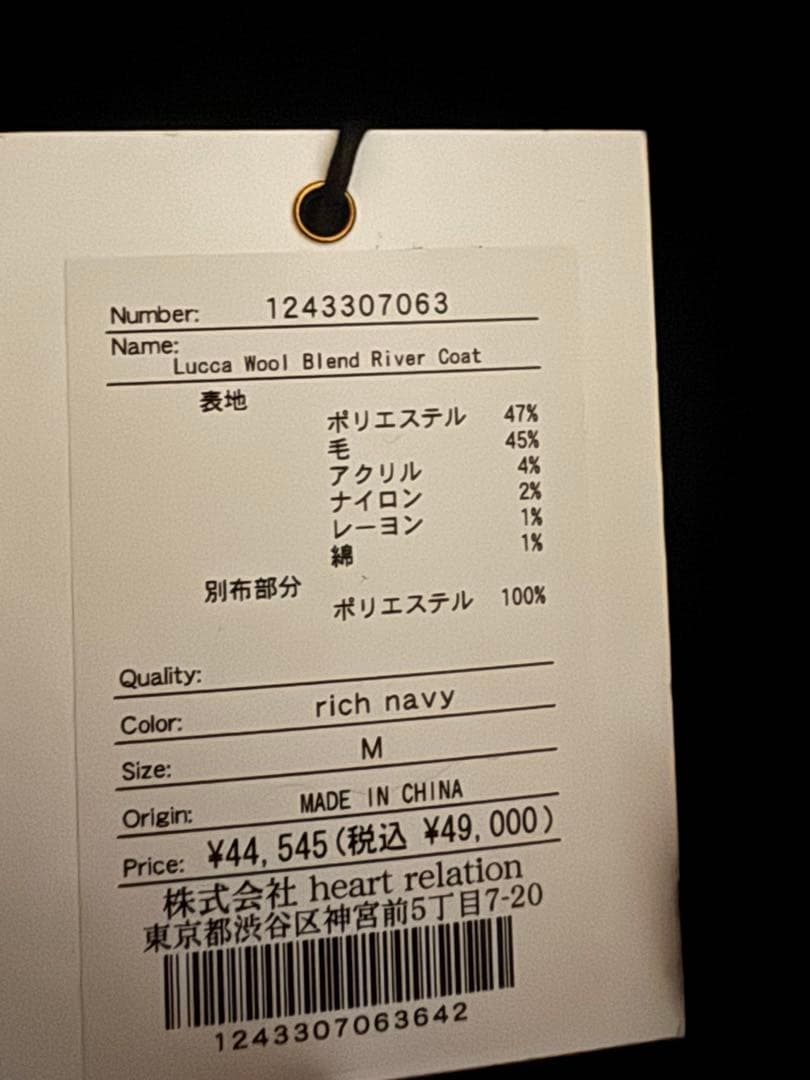 Number: 1243307063
Name:
Lucca Wool Blend River Coat
表地
ポリエステル 47%
毛 45%
アクリル 4%
ナイロン 2%
レーヨン 1%
綿 1%
別布部分
ポリエステル 100%
Quality:
Color: rich navy
Size: M
Origin: MADE IN CHINA
Price: ¥44,545(税込 ¥49,000)
株式会社 heart relation
東京都渋谷区神宮前5丁目7-20
1243307063642